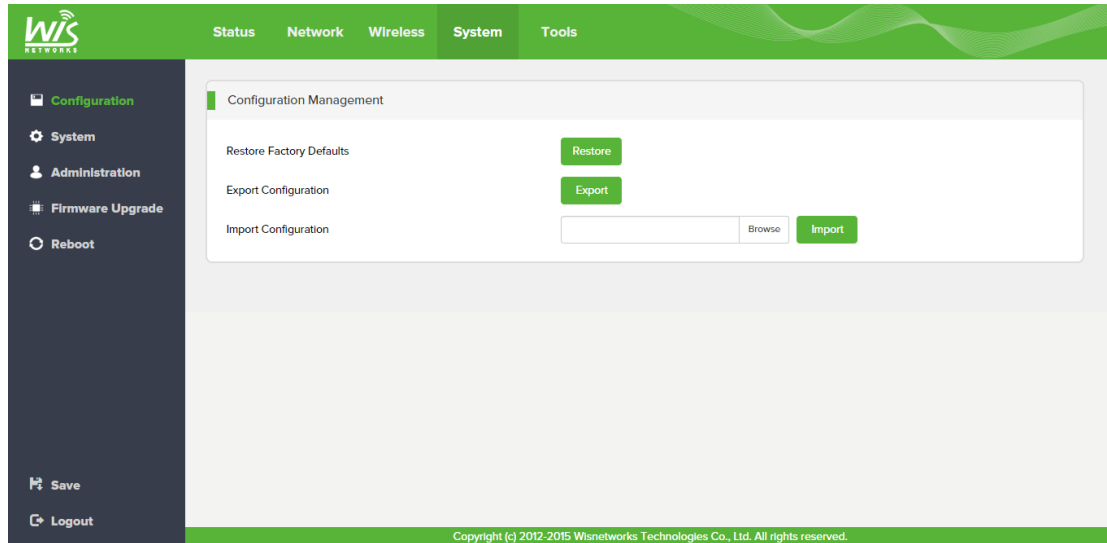 WiS
NETWORKS
Status Network Wireless System Tools
Configuration
System
Administration
Firmware Upgrade
Reboot
Save
Logout
Configuration Management
Restore Factory Defaults Restore
Export Configuration Export
Import Configuration Browse Import
Copyright (c) 2012-2015 Wisnetworks Technologies Co., Ltd. All rights reserved.